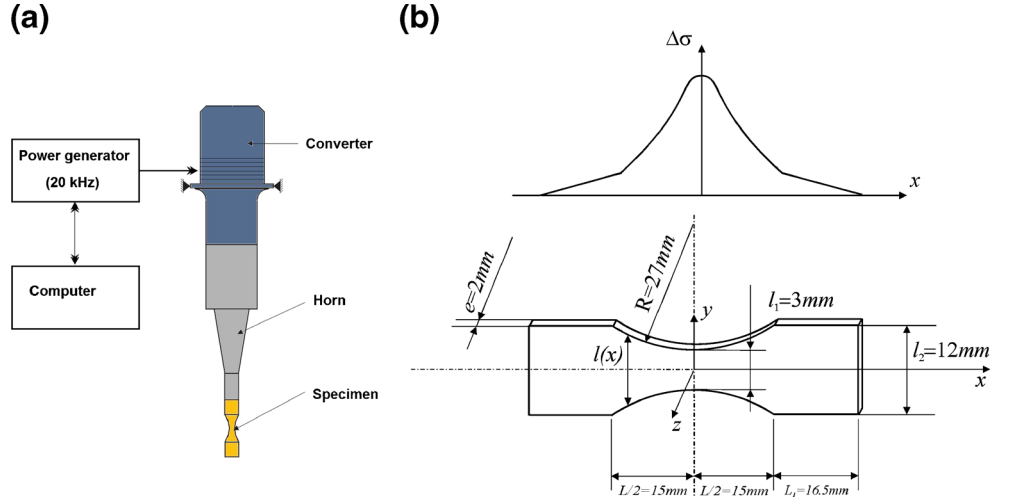 (a)
Converter
Power generator
(20 kHz)
Computer
Horn
Specimen
(b)
Δσ
x
e=2mm
R=27mm
y
l₁=3mm
l(x)
l₂=12mm
x
z
L/2=15mm
L/2=15mm
L₁=16.5mm